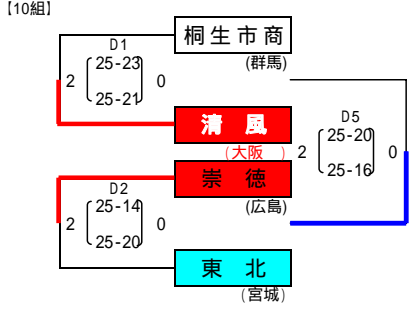 【10組】
桐生市商
(群馬)
D1
25-23
2 0
25-21
清 風
(大阪 )
D5
25-20
2 0
25-16
崇 徳
(広島)
D2
25-14
2 0
25-20
東 北
(宮城)